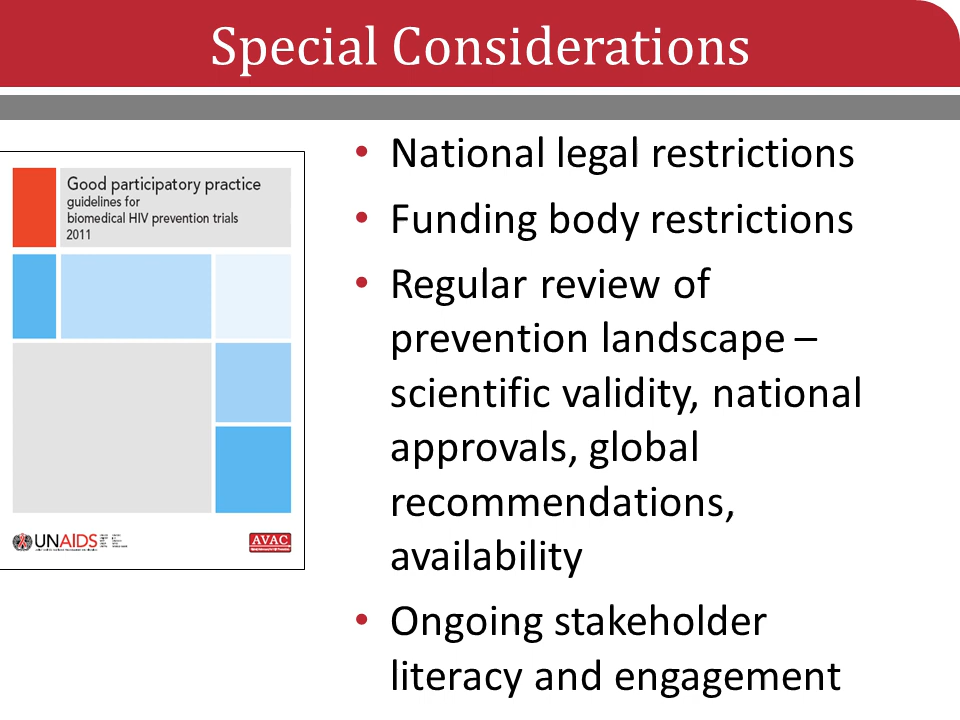 Special Considerations
Good participatory practice
guidelines for
biomedical HIV prevention trials
2011
UNAIDS
AVAC
• National legal restrictions
• Funding body restrictions
• Regular review of
prevention landscape –
scientific validity, national
approvals, global
recommendations,
availability
• Ongoing stakeholder
literacy and engagement